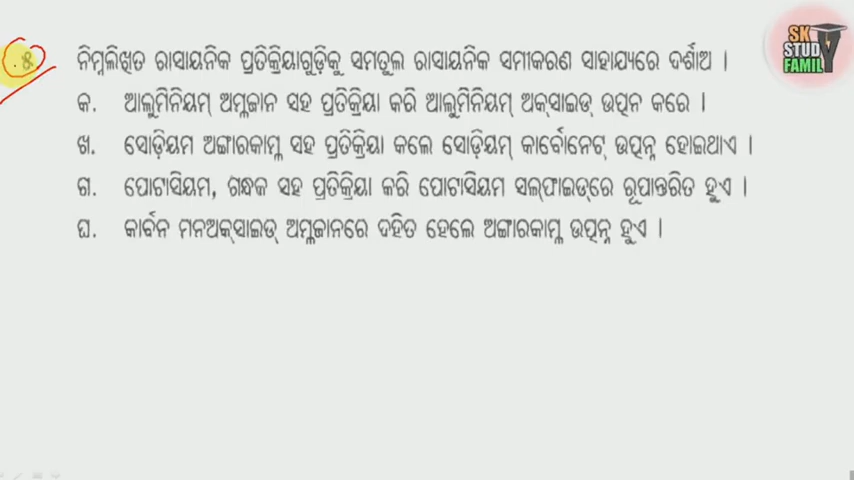 SK
STUDY
FAMILY
୫. ନିମ୍ନଲିଖିତ ରାସାୟନିକ ପ୍ରତିକ୍ରିୟାଗୁଡ଼ିକୁ ସମତୁଲ ରାସାୟନିକ ସମୀକରଣ ସାହାଯ୍ୟରେ ଦର୍ଶାଅ ।
କ. ଆଲୁମିନିୟମ୍ ଅମ୍ଳଜାନ ସହ ପ୍ରତିକ୍ରିୟା କରି ଆଲୁମିନିୟମ୍ ଅକ୍‌ସାଇଡ୍ ଉତ୍ପନ କରେ ।
ଖ. ସୋଡ଼ିୟମ ଅଙ୍ଗାରକାମ୍ଳ ସହ ପ୍ରତିକ୍ରିୟା କଲେ ସୋଡ଼ିୟମ୍ କାର୍ବୋନେଟ୍ ଉତ୍ପନ୍ନ ହୋଇଥାଏ ।
ଗ. ପୋଟାସିୟମ, ଗନ୍ଧକ ସହ ପ୍ରତିକ୍ରିୟା କରି ପୋଟାସିୟମ ସଲ୍‌ଫାଇଡ୍‌ରେ ରୂପାନ୍ତରିତ ହୁଏ ।
ଘ. କାର୍ବନ ମନଅକ୍‌ସାଇଡ୍ ଅମ୍ଳଜାନରେ ଦହିତ ହେଲେ ଅଙ୍ଗାରକାମ୍ଳ ଉତ୍ପନ୍ନ ହୁଏ ।